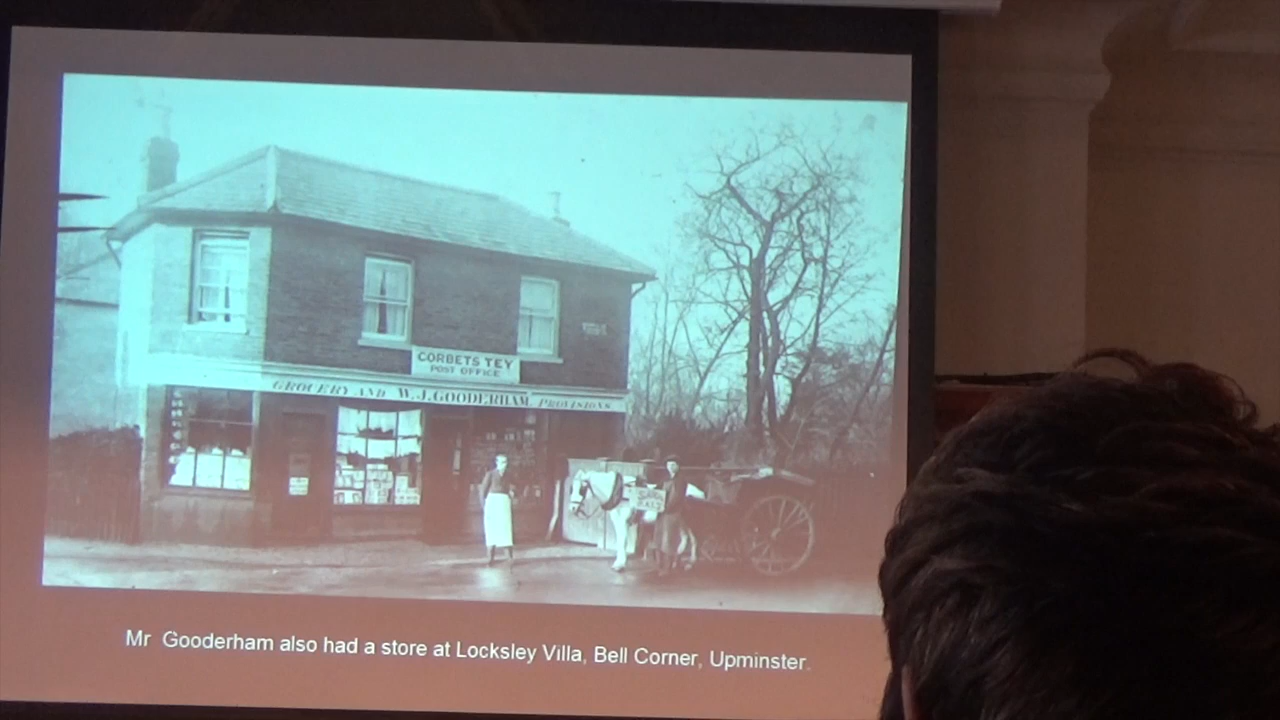 CORBETS TEY
POST OFFICE
GROCERY AND W. J. GOODERHAM. PROVISIONS.
Mr Gooderham also had a store at Locksley Villa, Bell Corner, Upminster.